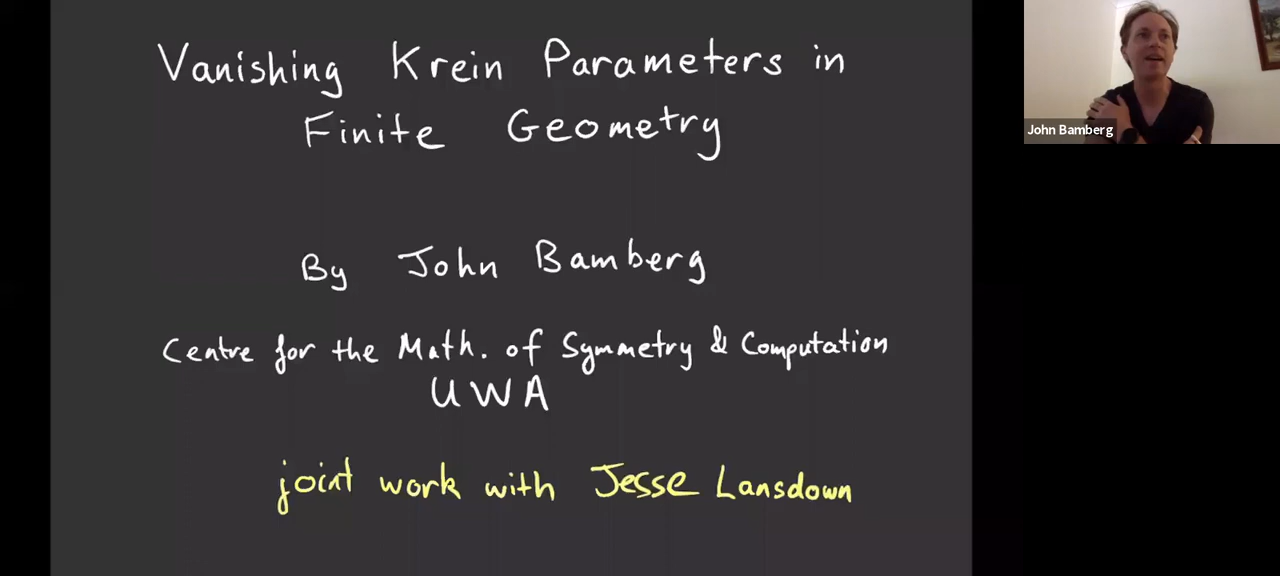 Vanishing Krein Parameters in
Finite Geometry
By John Bamberg
Centre for the Math. of Symmetry & Computation
UWA
joint work with Jesse Lansdown
John Bamberg